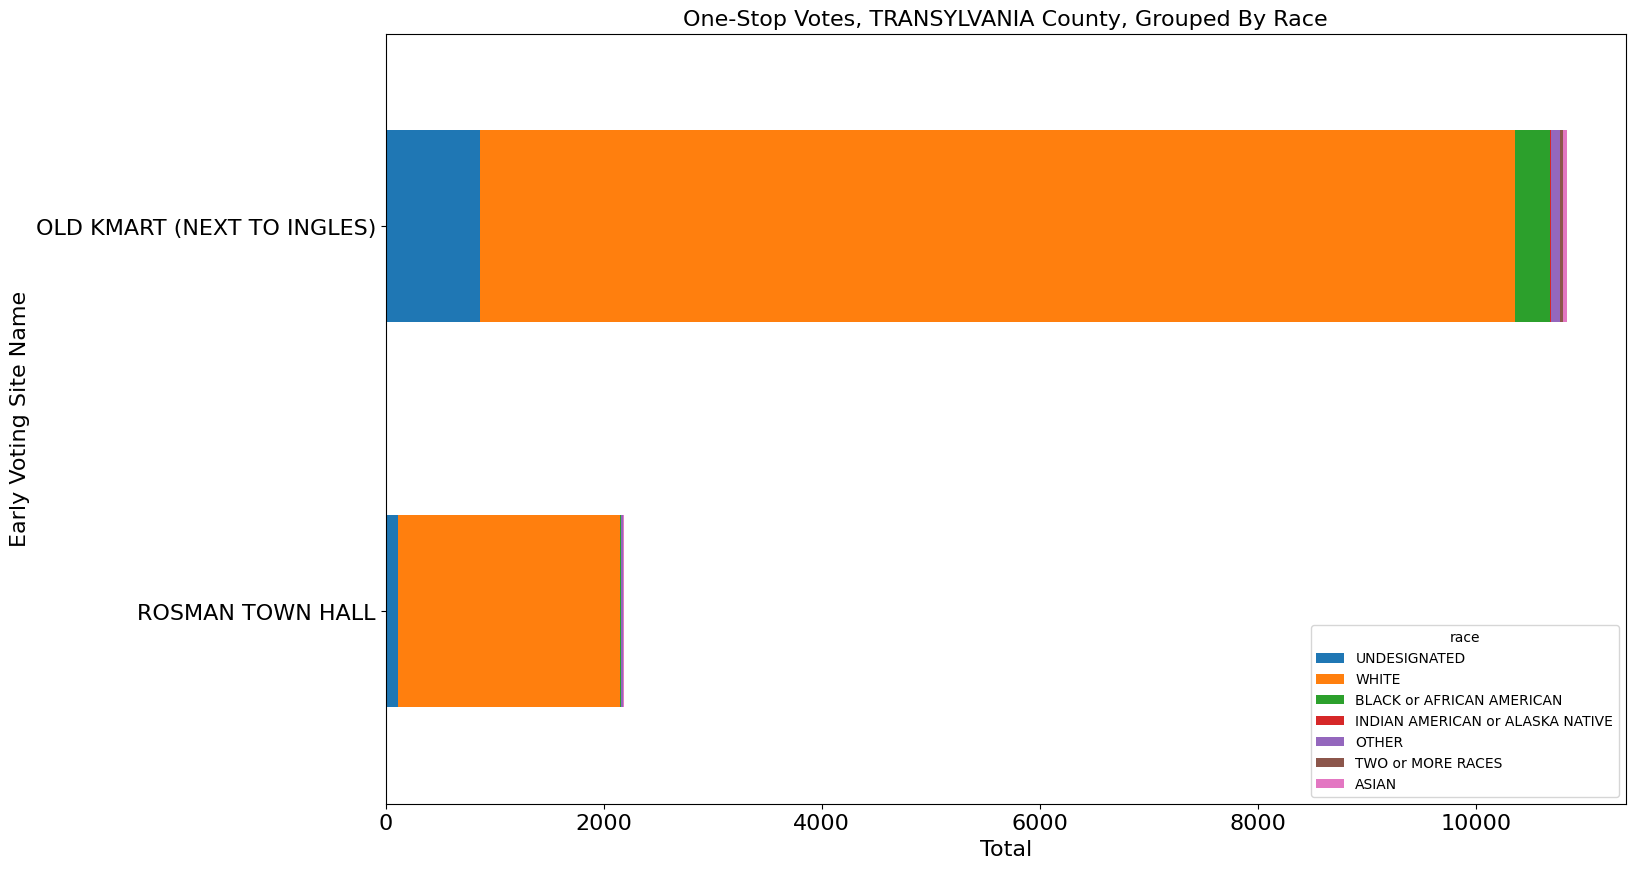 One-Stop Votes, TRANSYLVANIA County, Grouped By Race
Early Voting Site Name
OLD KMART (NEXT TO INGLES)
ROSMAN TOWN HALL
race
UNDESIGNATED
WHITE
BLACK or AFRICAN AMERICAN
INDIAN AMERICAN or ALASKA NATIVE
OTHER
TWO or MORE RACES
ASIAN
0 2000 4000 6000 8000 10000
Total